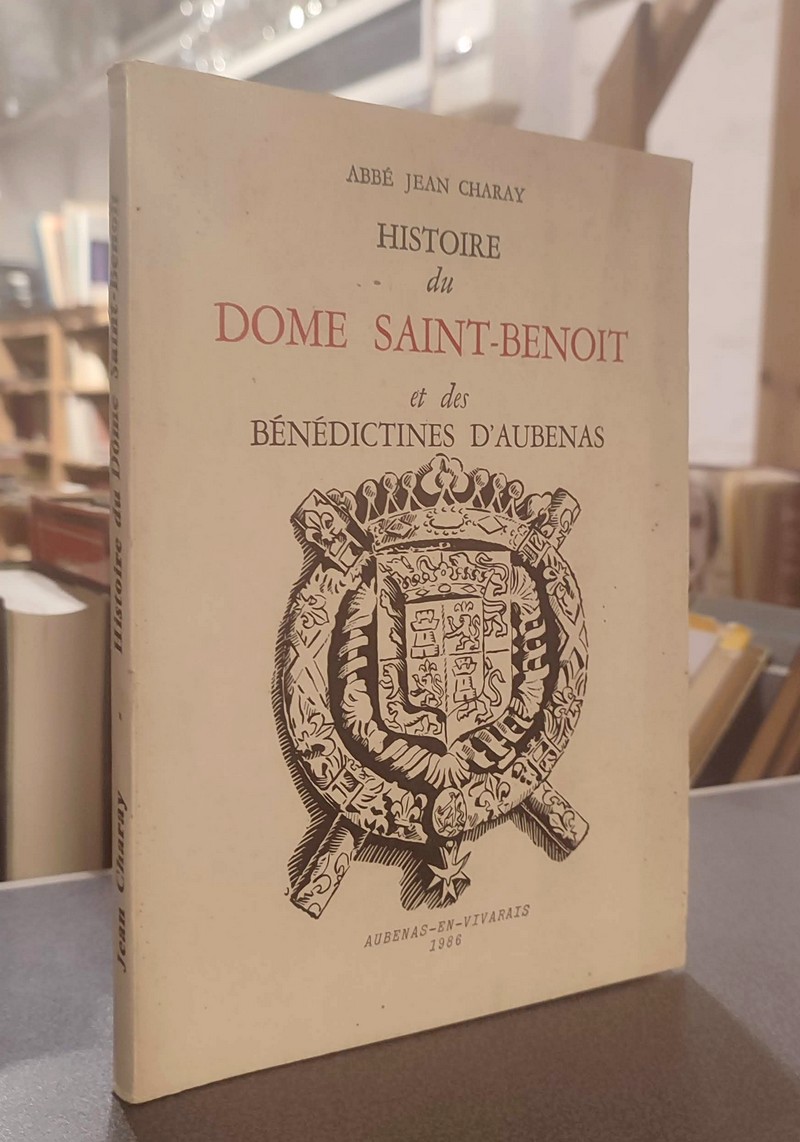 ABBÉ JEAN CHARAY
HISTOIRE
du
DOME SAINT-BENOIT
et des
BÉNÉDICTINES D'AUBENAS
AUBENAS-EN-VIVARAIS
1986
Jean Charay - Histoire du Dome Saint-Benoit